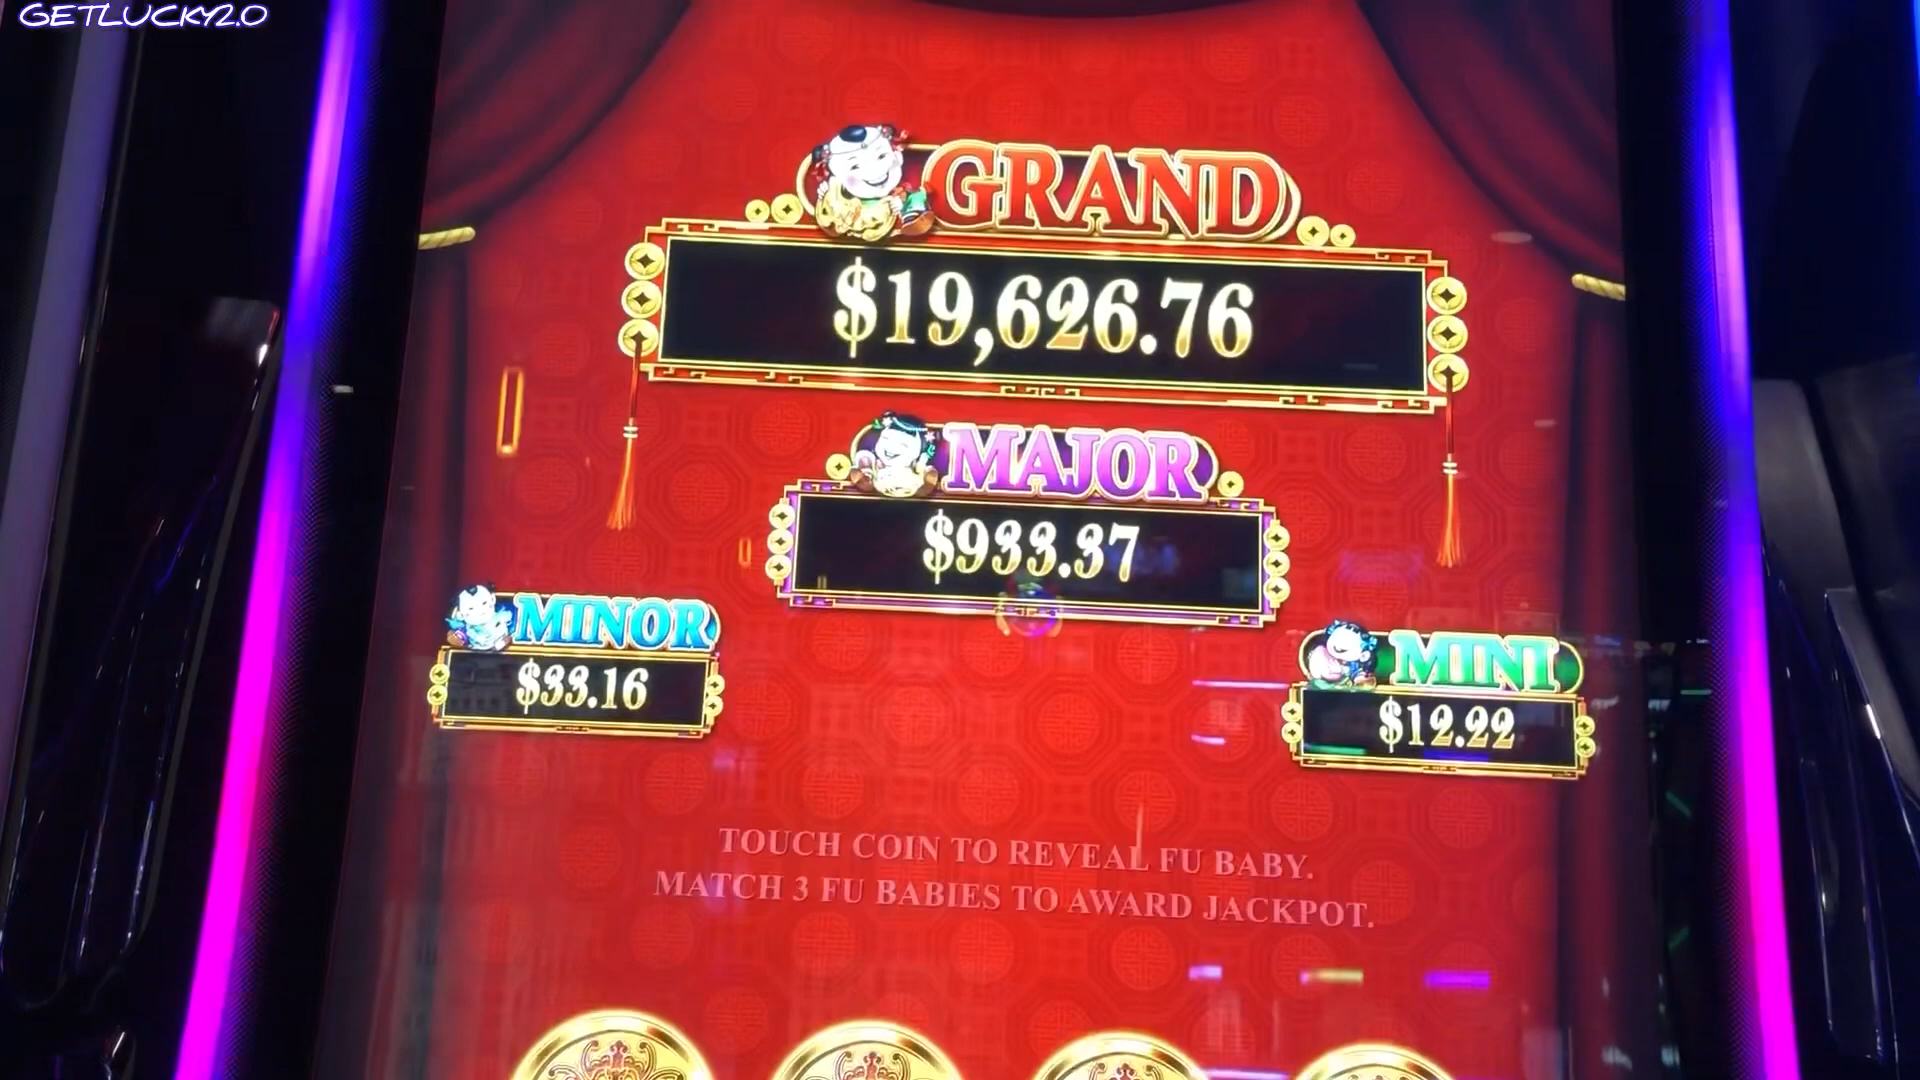 GETLUCKY2.0
GRAND
$19,626.76
MAJOR
$933.37
MINOR
$33.16
MINI
$12.22
TOUCH COIN TO REVEAL FU BABY.
MATCH 3 FU BABIES TO AWARD JACKPOT.